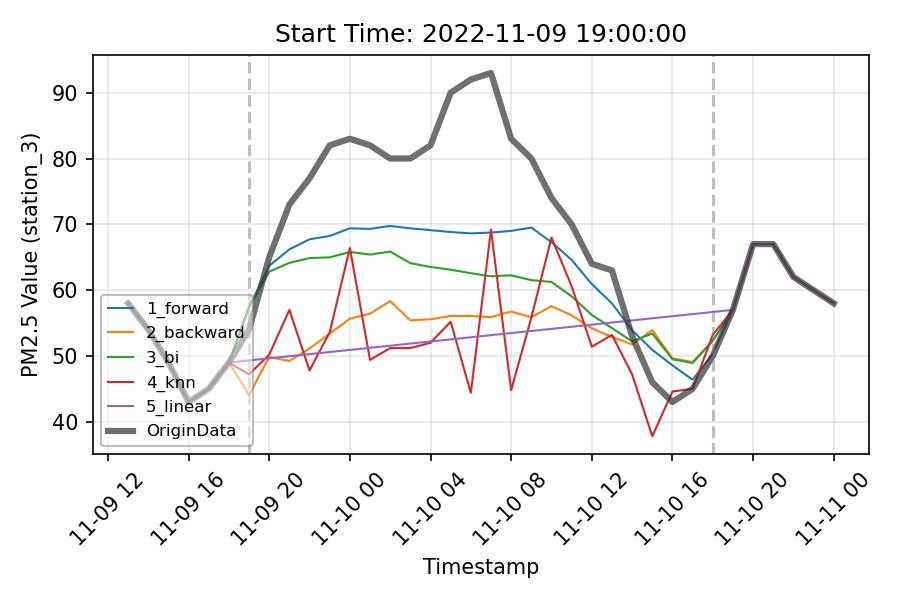 Start Time: 2022-11-09 19:00:00
PM2.5 Value (station_3)
90
80
70
60
50
40
1_forward
2_backward
3_bi
4_knn
5_linear
OriginData
11-09 12
11-09 16
11-09 20
11-10 00
11-10 04
11-10 08
11-10 12
11-10 16
11-10 20
11-11 00
Timestamp